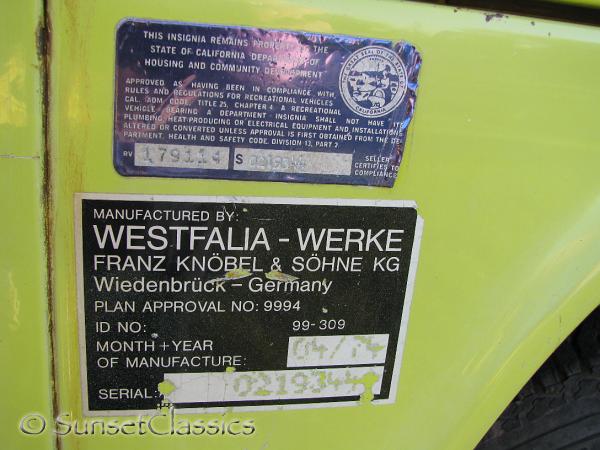 THIS INSIGNIA REMAINS PROPERTY OF THE
STATE OF CALIFORNIA DEPARTMENT OF
HOUSING AND COMMUNITY DEVELOPMENT
APPROVED AS HAVING BEEN IN COMPLIANCE WITH
RULES AND REGULATIONS FOR RECREATIONAL VEHICLES
CAL. ADM. CODE, TITLE 25, CHAPTER 4. A RECREATIONAL
VEHICLE BEARING A DEPARTMENT INSIGNIA SHALL NOT HAVE ITS
PLUMBING, HEAT-PRODUCING OR ELECTRICAL EQUIPMENT AND INSTALLATIONS
ALTERED OR CONVERTED UNLESS APPROVAL IS FIRST OBTAINED FROM THE DE-
PARTMENT. HEALTH AND SAFETY CODE, DIVISION 13, PART 2.
RV 179114 S
SELLER
CERTIFIES TO
COMPLIANCE
MANUFACTURED BY:
WESTFALIA - WERKE
FRANZ KNÖBEL & SÖHNE KG
Wiedenbrück - Germany
PLAN APPROVAL NO: 9994
ID NO: 99-309
MONTH + YEAR
OF MANUFACTURE: 04/74
SERIAL: 0219344
© SunsetClassics